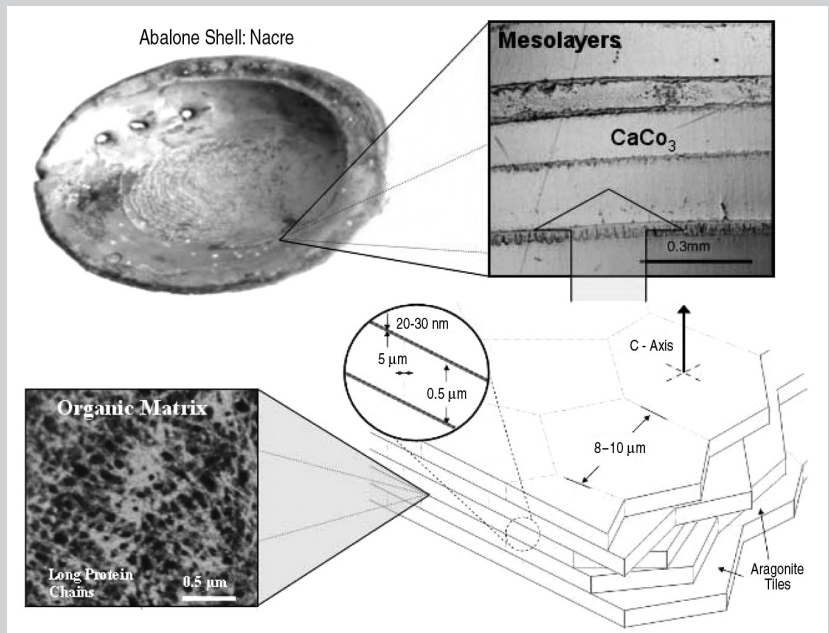 Abalone Shell: Nacre
Mesolayers
CaCo3
0.3mm
20-30 nm
5 μm
0.5 μm
C - Axis
8–10 μm
Organic Matrix
Long Protein
Chains
0.5 μm
Aragonite
Tiles